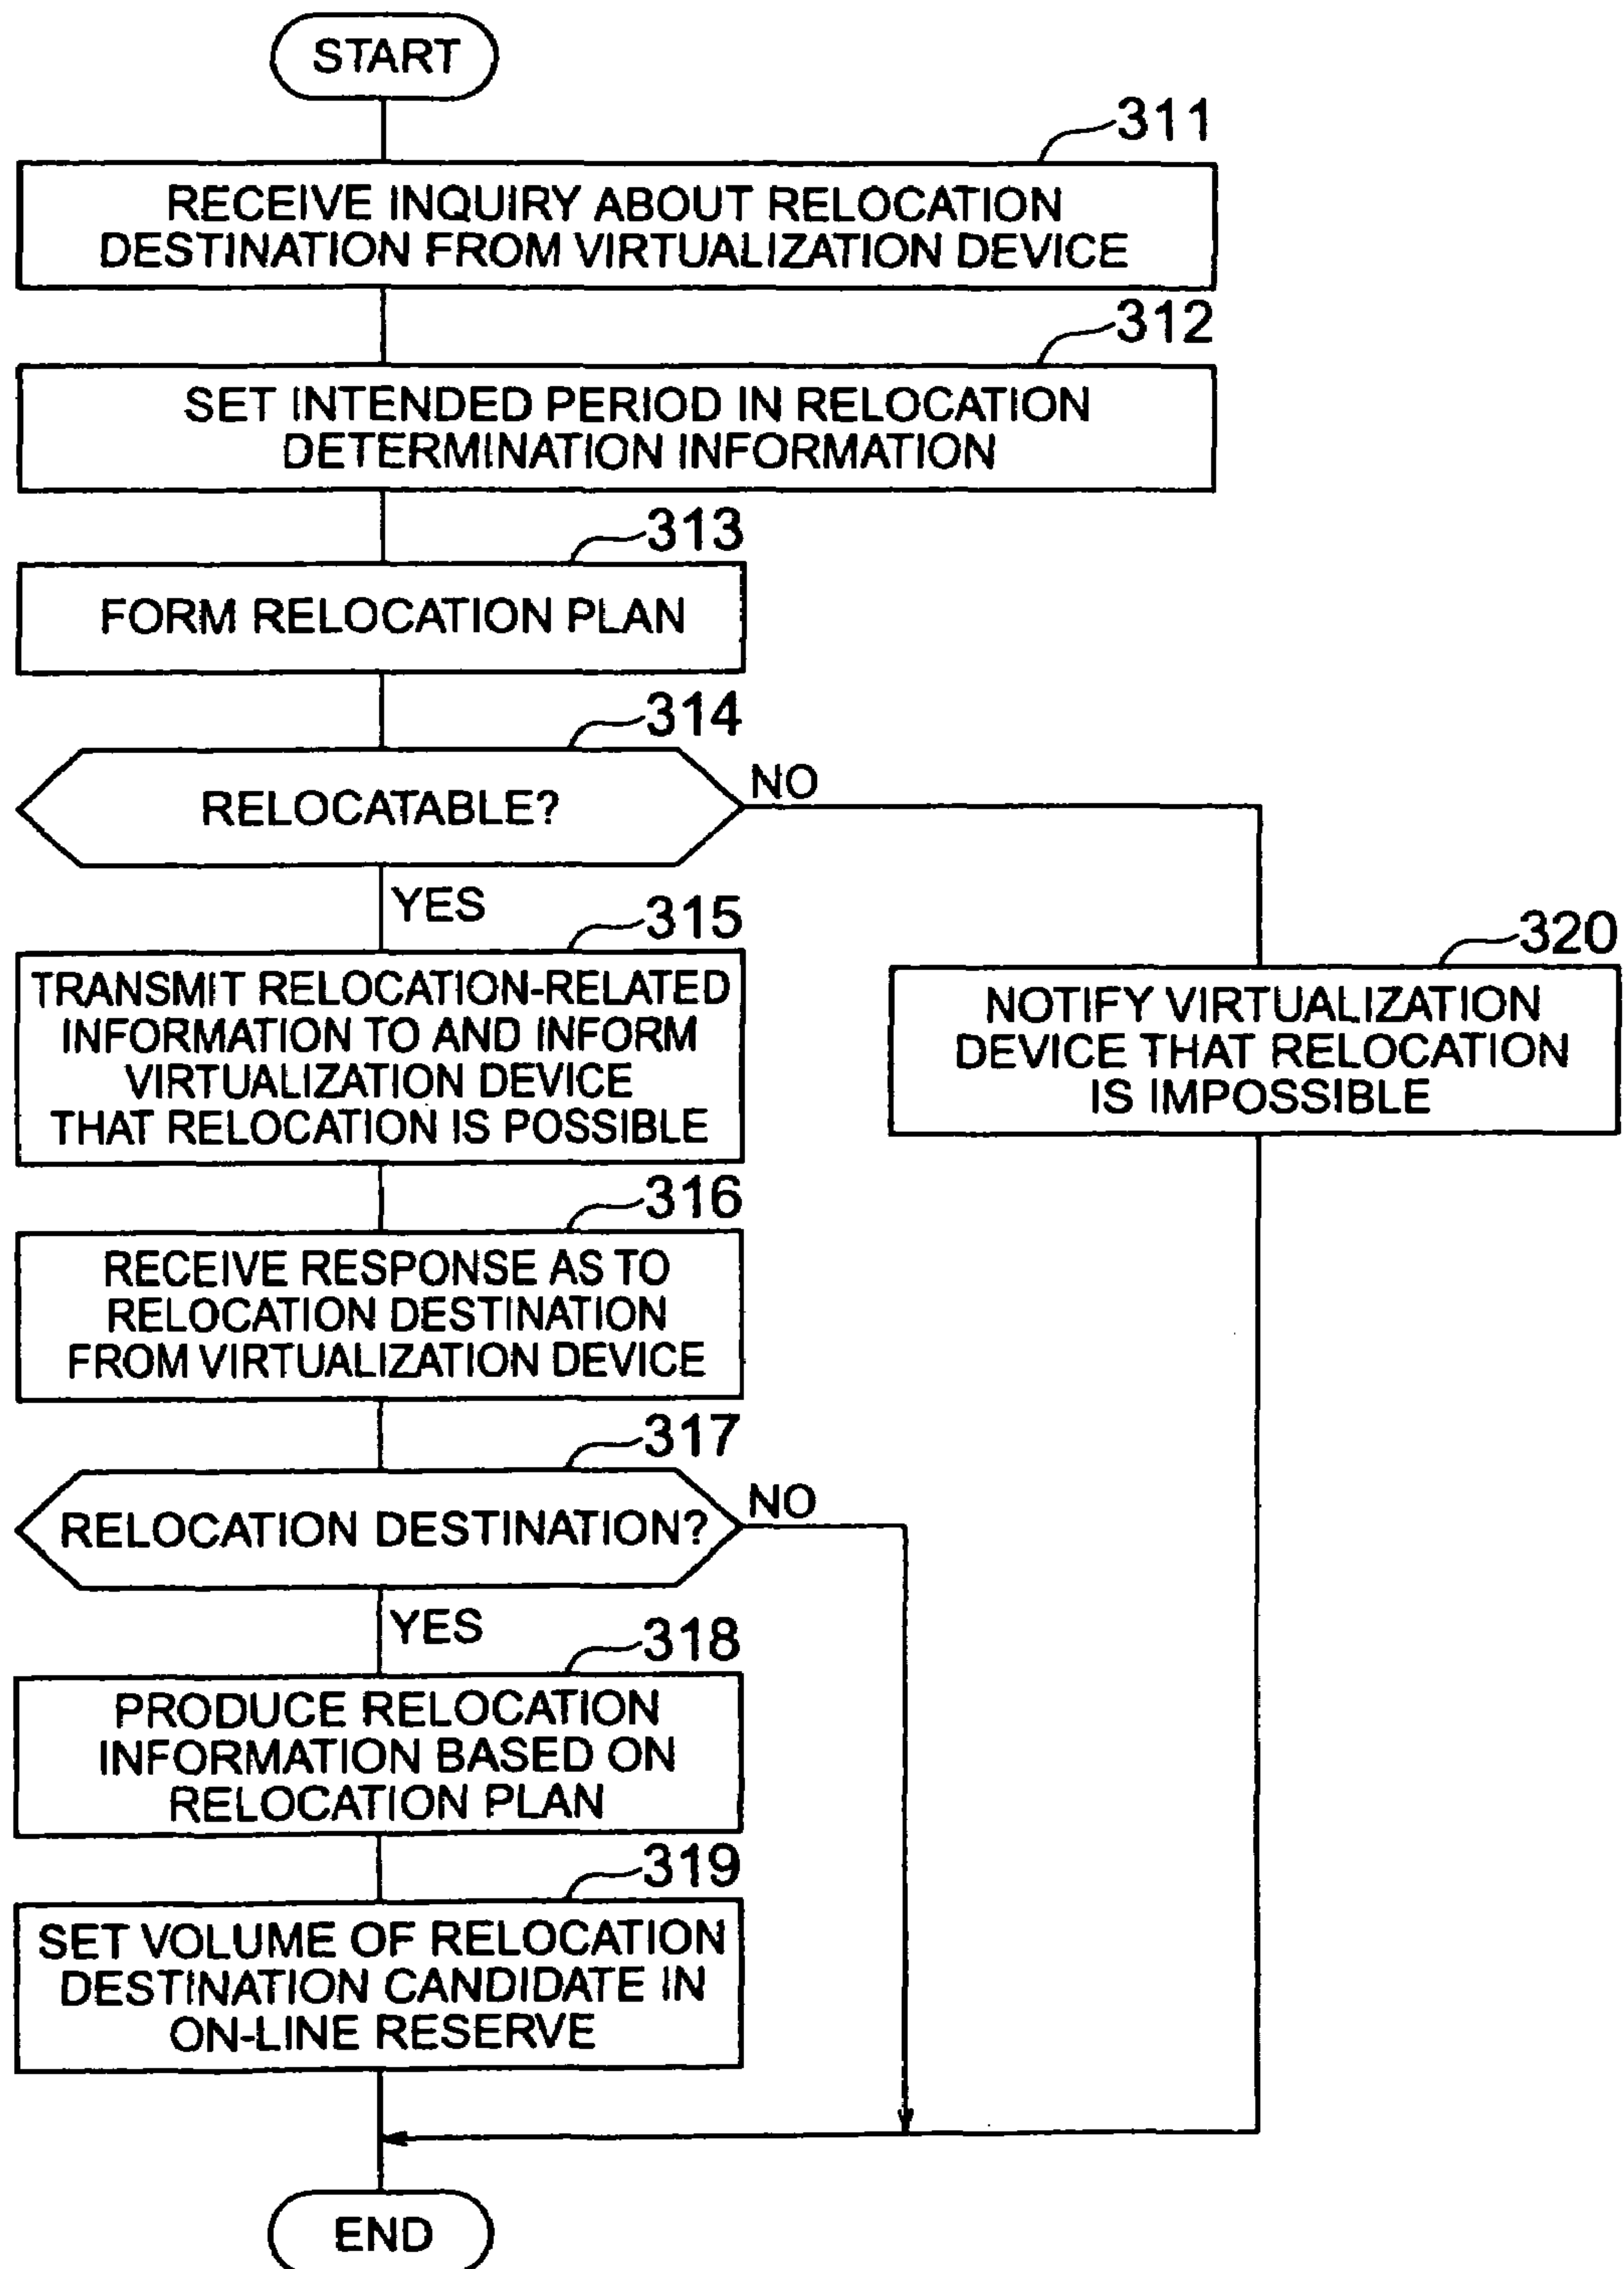 START
311
RECEIVE INQUIRY ABOUT RELOCATION
DESTINATION FROM VIRTUALIZATION DEVICE
312
SET INTENDED PERIOD IN RELOCATION
DETERMINATION INFORMATION
313
FORM RELOCATION PLAN
314
RELOCATABLE?
NO
YES
315
TRANSMIT RELOCATION-RELATED
INFORMATION TO AND INFORM
VIRTUALIZATION DEVICE
THAT RELOCATION IS POSSIBLE
320
NOTIFY VIRTUALIZATION
DEVICE THAT RELOCATION
IS IMPOSSIBLE
316
RECEIVE RESPONSE AS TO
RELOCATION DESTINATION
FROM VIRTUALIZATION DEVICE
317
RELOCATION DESTINATION?
NO
YES
318
PRODUCE RELOCATION
INFORMATION BASED ON
RELOCATION PLAN
319
SET VOLUME OF RELOCATION
DESTINATION CANDIDATE IN
ON-LINE RESERVE
END